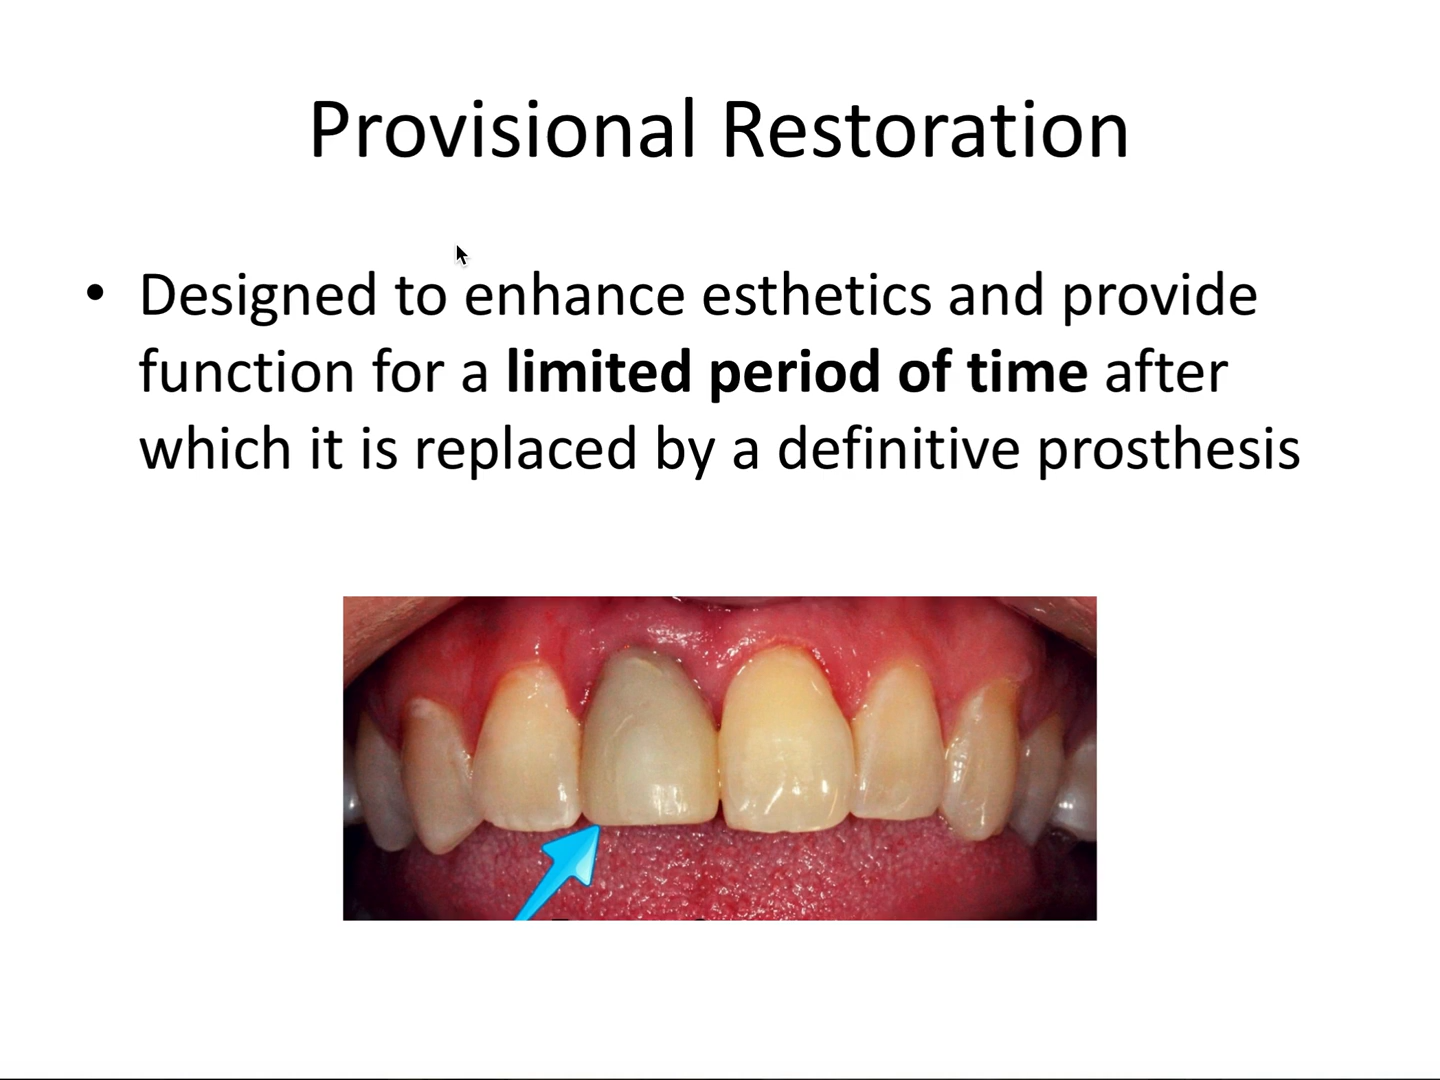 Provisional Restoration
• Designed to enhance esthetics and provide
function for a limited period of time after
which it is replaced by a definitive prosthesis